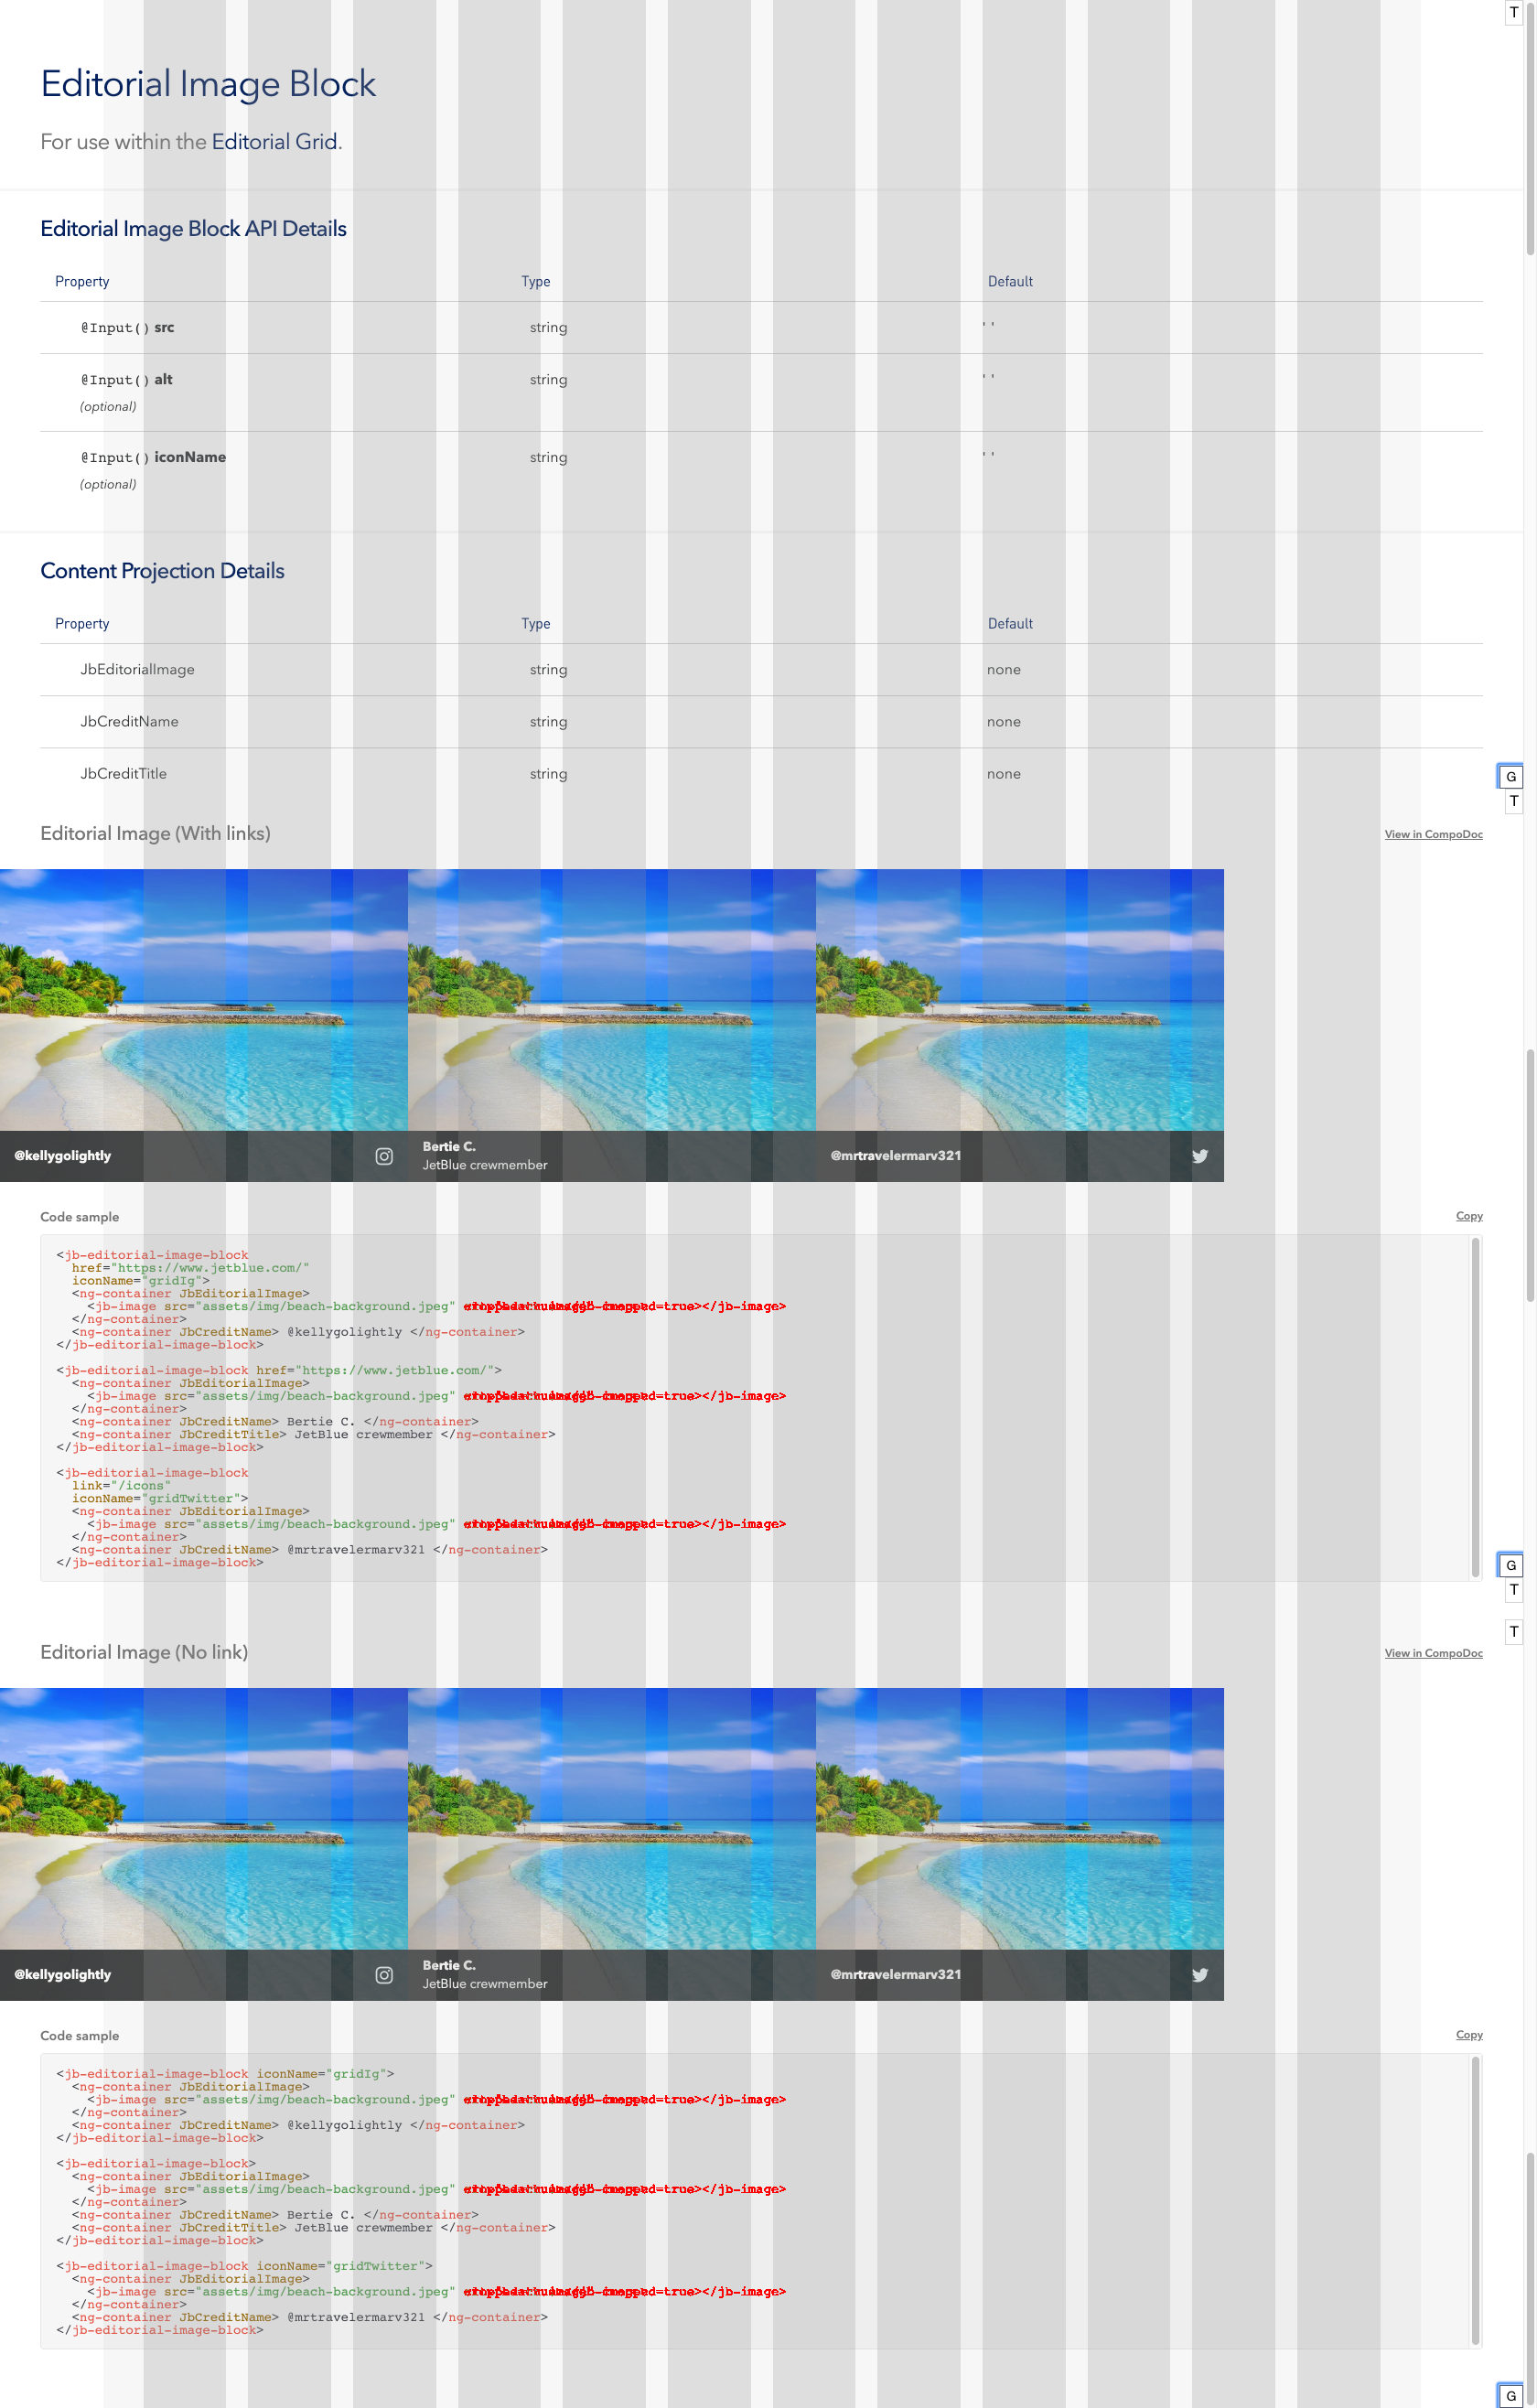 T
Editorial Image Block
For use within the Editorial Grid.
Editorial Image Block API Details
Property Type Default
@Input() src string ' '
@Input() alt string ' '
(optional)
@Input() iconName string ' '
(optional)
Content Projection Details
Property Type Default
JbEditorialImage string none
JbCreditName string none
JbCreditTitle string none
G
T
Editorial Image (With links) View in CompoDoc
@kellygolightly
Bertie C.
JetBlue crewmember
@mrtravelermarv321
Code sample Copy
<jb-editorial-image-block
href="https://www.jetblue.com/"
iconName="gridIg">
<ng-container JbEditorialImage>
<jb-image src="assets/img/beach-background.jpeg" </jb-image>
</ng-container>
<ng-container JbCreditName> @kellygolightly </ng-container>
</jb-editorial-image-block>
<jb-editorial-image-block href="https://www.jetblue.com/">
<ng-container JbEditorialImage>
<jb-image src="assets/img/beach-background.jpeg" </jb-image>
</ng-container>
<ng-container JbCreditName> Bertie C. </ng-container>
<ng-container JbCreditTitle> JetBlue crewmember </ng-container>
</jb-editorial-image-block>
<jb-editorial-image-block
link="/icons"
iconName="gridTwitter">
<ng-container JbEditorialImage>
<jb-image src="assets/img/beach-background.jpeg" </jb-image>
</ng-container>
<ng-container JbCreditName> @mrtravelermarv321 </ng-container>
</jb-editorial-image-block>
G
T
T
Editorial Image (No link) View in CompoDoc
@kellygolightly
Bertie C.
JetBlue crewmember
@mrtravelermarv321
Code sample Copy
<jb-editorial-image-block iconName="gridIg">
<ng-container JbEditorialImage>
<jb-image src="assets/img/beach-background.jpeg" </jb-image>
</ng-container>
<ng-container JbCreditName> @kellygolightly </ng-container>
</jb-editorial-image-block>
<jb-editorial-image-block>
<ng-container JbEditorialImage>
<jb-image src="assets/img/beach-background.jpeg" </jb-image>
</ng-container>
<ng-container JbCreditName> Bertie C. </ng-container>
<ng-container JbCreditTitle> JetBlue crewmember </ng-container>
</jb-editorial-image-block>
<jb-editorial-image-block iconName="gridTwitter">
<ng-container JbEditorialImage>
<jb-image src="assets/img/beach-background.jpeg" </jb-image>
</ng-container>
<ng-container JbCreditName> @mrtravelermarv321 </ng-container>
</jb-editorial-image-block>
G